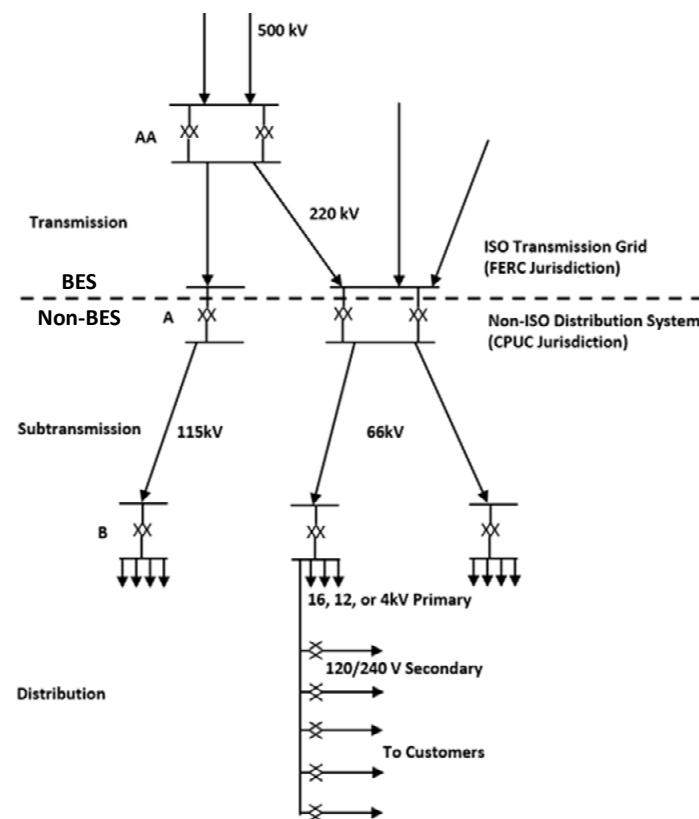 500 kV
AA
220 kV
Transmission
ISO Transmission Grid
(FERC Jurisdiction)
BES
Non-BES
A
Non-ISO Distribution System
(CPUC Jurisdiction)
Subtransmission
115kV
66kV
B
16, 12, or 4kV Primary
120/240 V Secondary
Distribution
To Customers